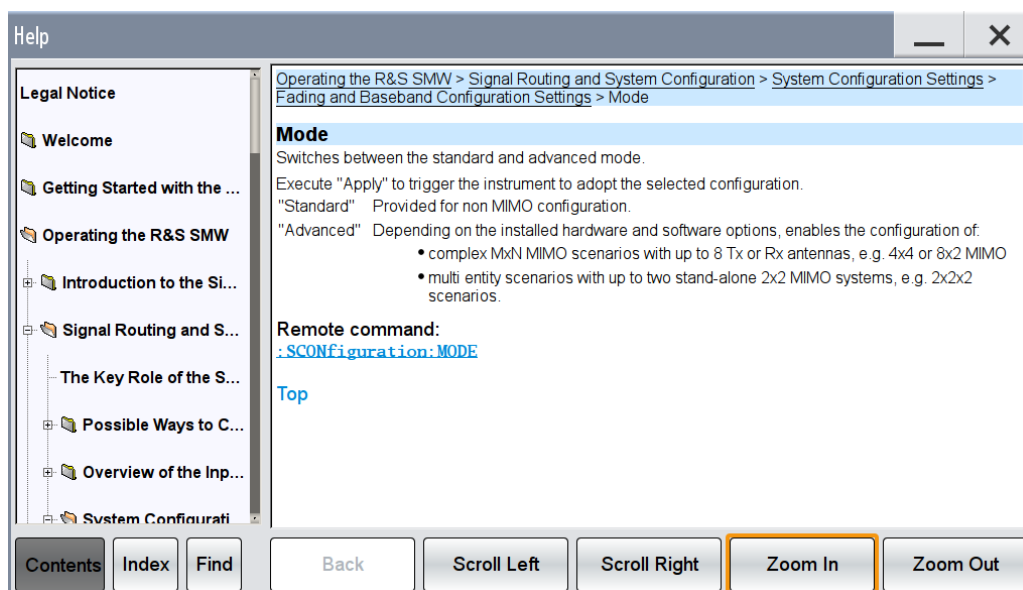 Help
Legal Notice
Welcome
Getting Started with the ...
Operating the R&S SMW
Introduction to the Si...
Signal Routing and S...
The Key Role of the S...
Possible Ways to C...
Overview of the Inp...
System Configurati
Operating the R&S SMW > Signal Routing and System Configuration > System Configuration Settings >
Fading and Baseband Configuration Settings > Mode
Mode
Switches between the standard and advanced mode.
Execute "Apply" to trigger the instrument to adopt the selected configuration.
"Standard" Provided for non MIMO configuration.
"Advanced" Depending on the installed hardware and software options, enables the configuration of:
• complex MxN MIMO scenarios with up to 8 Tx or Rx antennas, e.g. 4x4 or 8x2 MIMO
• multi entity scenarios with up to two stand-alone 2x2 MIMO systems, e.g. 2x2x2
scenarios.
Remote command:
:SCONfiguration:MODE
Top
Contents Index Find Back Scroll Left Scroll Right Zoom In Zoom Out